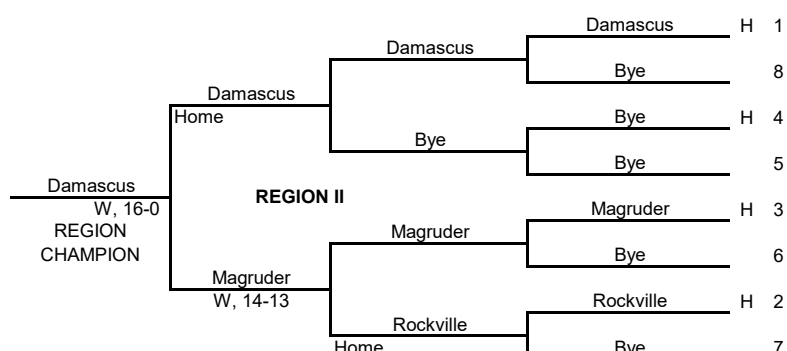 Damascus H 1
Damascus
Bye 8
Damascus
Home
Bye H 4
Bye
Bye 5
Damascus
W, 16-0
REGION II
REGION
CHAMPION
Magruder H 3
Magruder
Bye 6
Magruder
W, 14-13
Rockville H 2
Rockville
Home
Bye 7